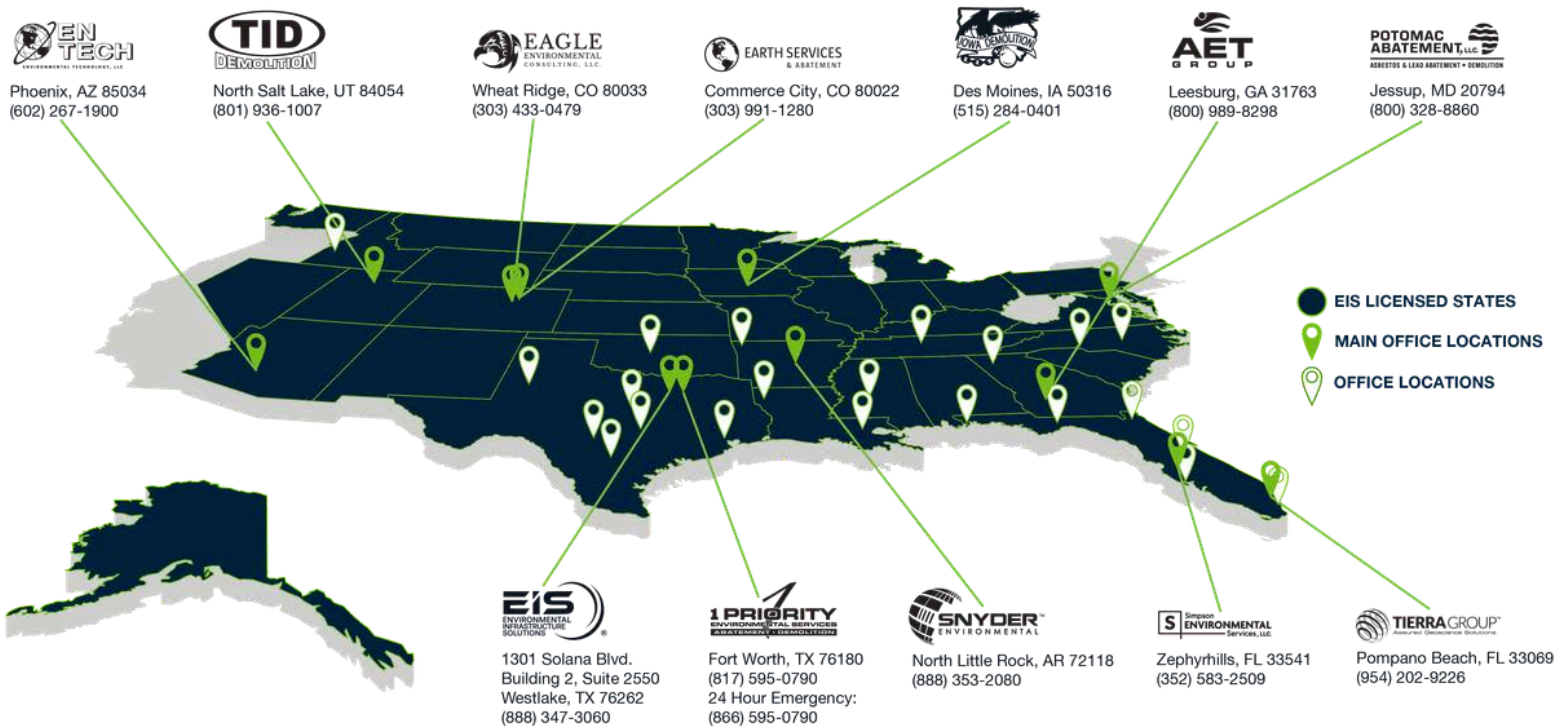 EN
TECH
ENVIRONMENTAL TECHNOLOGY, LLC
Phoenix, AZ 85034
(602) 267-1900
TID
DEMOLITION
North Salt Lake, UT 84054
(801) 936-1007
EAGLE
ENVIRONMENTAL
CONSULTING, LLC.
Wheat Ridge, CO 80033
(303) 433-0479
EARTH SERVICES
& ABATEMENT
Commerce City, CO 80022
(303) 991-1280
IOWA DEMOLITION
Des Moines, IA 50316
(515) 284-0401
AET
GROUP
Leesburg, GA 31763
(800) 989-8298
POTOMAC
ABATEMENT, LLC.
ASBESTOS & LEAD ABATEMENT • DEMOLITION
Jessup, MD 20794
(800) 328-8860
EIS LICENSED STATES
MAIN OFFICE LOCATIONS
OFFICE LOCATIONS
EIS
ENVIRONMENTAL
INFRASTRUCTURE
SOLUTIONS
®
1301 Solana Blvd.
Building 2, Suite 2550
Westlake, TX 76262
(888) 347-3060
1 PRIORITY
ENVIRONMENTAL SERVICES
ABATEMENT • DEMOLITION
Fort Worth, TX 76180
(817) 595-0790
24 Hour Emergency:
(866) 595-0790
SNYDER™
ENVIRONMENTAL
North Little Rock, AR 72118
(888) 353-2080
S
Simpson
ENVIRONMENTAL
Services, LLC.
Zephyrhills, FL 33541
(352) 583-2509
TIERRA GROUP™
Assured Geoscience Solutions
Pompano Beach, FL 33069
(954) 202-9226